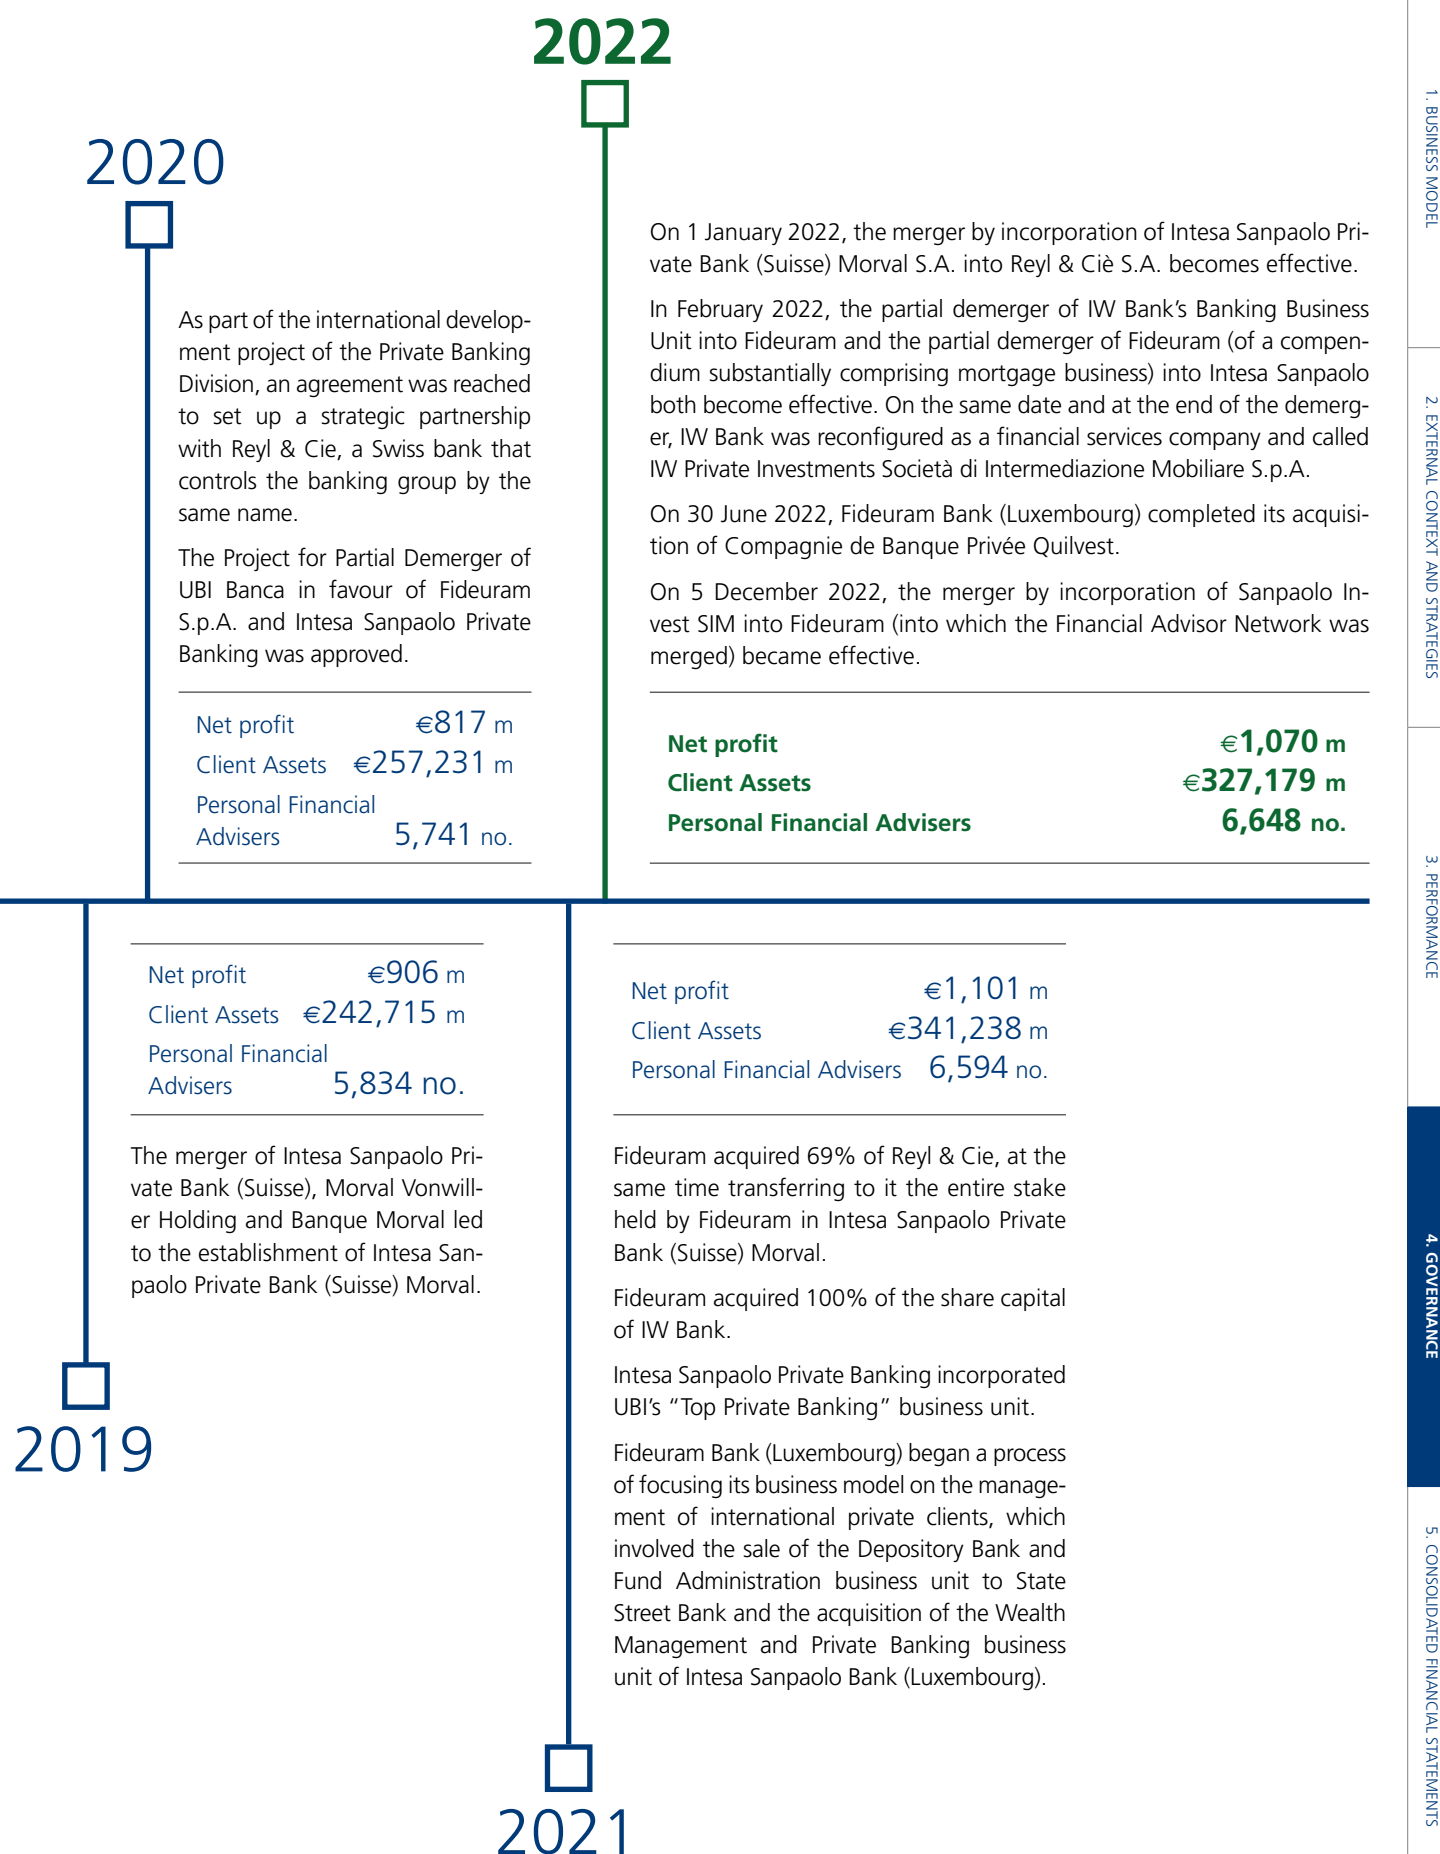 2022
2020
On 1 January 2022, the merger by incorporation of Intesa Sanpaolo Pri-
vate Bank (Suisse) Morval S.A. into Reyl & Ciè S.A. becomes effective.
In February 2022, the partial demerger of IW Bank’s Banking Business
Unit into Fideuram and the partial demerger of Fideuram (of a compen-
dium substantially comprising mortgage business) into Intesa Sanpaolo
both become effective. On the same date and at the end of the demerg-
er, IW Bank was reconfigured as a financial services company and called
IW Private Investments Società di Intermediazione Mobiliare S.p.A.
On 30 June 2022, Fideuram Bank (Luxembourg) completed its acquisi-
tion of Compagnie de Banque Privée Quilvest.
On 5 December 2022, the merger by incorporation of Sanpaolo In-
vest SIM into Fideuram (into which the Financial Advisor Network was
merged) became effective.
Net profit €1,070 m
Client Assets €327,179 m
Personal Financial Advisers 6,648 no.
As part of the international develop-
ment project of the Private Banking
Division, an agreement was reached
to set up a strategic partnership
with Reyl & Cie, a Swiss bank that
controls the banking group by the
same name.
The Project for Partial Demerger of
UBI Banca in favour of Fideuram
S.p.A. and Intesa Sanpaolo Private
Banking was approved.
Net profit €817 m
Client Assets €257,231 m
Personal Financial
Advisers 5,741 no.
Net profit €906 m
Client Assets €242,715 m
Personal Financial
Advisers 5,834 no.
The merger of Intesa Sanpaolo Pri-
vate Bank (Suisse), Morval Vonwill-
er Holding and Banque Morval led
to the establishment of Intesa San-
paolo Private Bank (Suisse) Morval.
2019
Net profit €1,101 m
Client Assets €341,238 m
Personal Financial Advisers 6,594 no.
Fideuram acquired 69% of Reyl & Cie, at the
same time transferring to it the entire stake
held by Fideuram in Intesa Sanpaolo Private
Bank (Suisse) Morval.
Fideuram acquired 100% of the share capital
of IW Bank.
Intesa Sanpaolo Private Banking incorporated
UBI’s “Top Private Banking” business unit.
Fideuram Bank (Luxembourg) began a process
of focusing its business model on the manage-
ment of international private clients, which
involved the sale of the Depository Bank and
Fund Administration business unit to State
Street Bank and the acquisition of the Wealth
Management and Private Banking business
unit of Intesa Sanpaolo Bank (Luxembourg).
2021
1. BUSINESS MODEL
2. EXTERNAL CONTEXT AND STRATEGIES
3. PERFORMANCE
4. GOVERNANCE
5. CONSOLIDATED FINANCIAL STATEMENTS